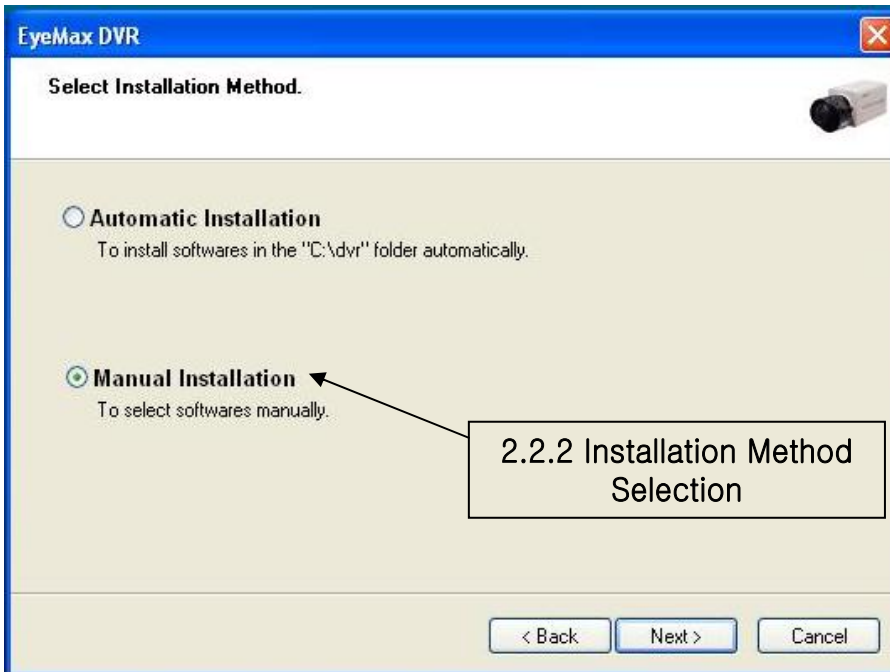 EyeMax DVR
Select Installation Method.
Automatic Installation
To install softwares in the "C:\dvr" folder automatically.
Manual Installation
To select softwares manually.
2.2.2 Installation Method
Selection
< Back
Next >
Cancel